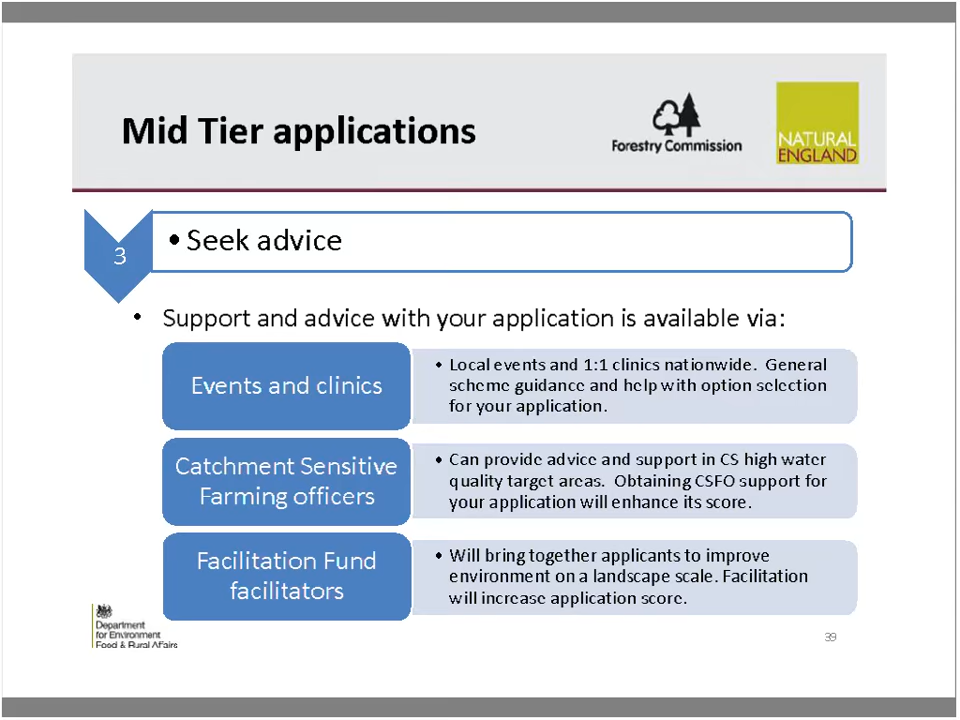 Mid Tier applications
Forestry Commission
NATURAL
ENGLAND
3
• Seek advice
• Support and advice with your application is available via:
Events and clinics
• Local events and 1:1 clinics nationwide. General
scheme guidance and help with option selection
for your application.
Catchment Sensitive
Farming officers
• Can provide advice and support in CS high water
quality target areas. Obtaining CSFO support for
your application will enhance its score.
Facilitation Fund
facilitators
• Will bring together applicants to improve
environment on a landscape scale. Facilitation
will increase application score.
Department
for Environment
Food & Rural Affairs
39